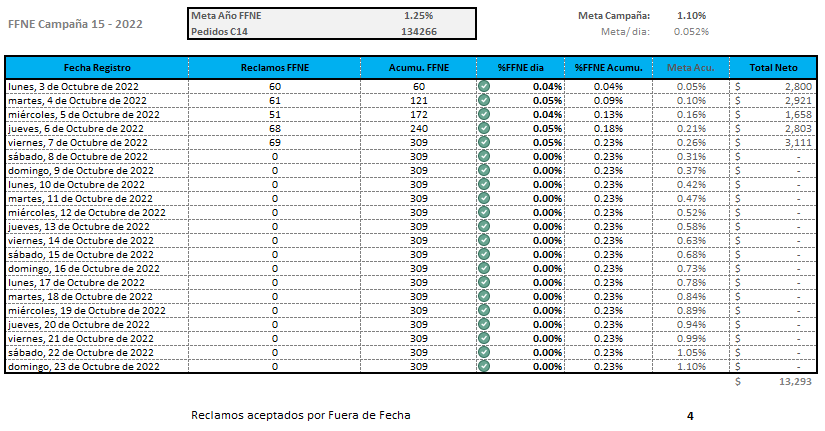 FFNE Campaña 15 - 2022
Meta Año FFNE 1.25%
Pedidos C14 134266
Meta Campaña: 1.10%
Meta/ dia: 0.052%
Fecha Registro Reclamos FFNE Acumu. FFNE %FFNE dia %FFNE Acumu. Meta Acu. Total Neto
lunes, 3 de Octubre de 2022 60 60 0.04% 0.04% 0.05% $ 2,800
martes, 4 de Octubre de 2022 61 121 0.05% 0.09% 0.10% $ 2,921
miércoles, 5 de Octubre de 2022 51 172 0.04% 0.13% 0.16% $ 1,658
jueves, 6 de Octubre de 2022 68 240 0.05% 0.18% 0.21% $ 2,803
viernes, 7 de Octubre de 2022 69 309 0.05% 0.23% 0.26% $ 3,111
sábado, 8 de Octubre de 2022 0 309 0.00% 0.23% 0.31% $ -
domingo, 9 de Octubre de 2022 0 309 0.00% 0.23% 0.37% $ -
lunes, 10 de Octubre de 2022 0 309 0.00% 0.23% 0.42% $ -
martes, 11 de Octubre de 2022 0 309 0.00% 0.23% 0.47% $ -
miércoles, 12 de Octubre de 2022 0 309 0.00% 0.23% 0.52% $ -
jueves, 13 de Octubre de 2022 0 309 0.00% 0.23% 0.58% $ -
viernes, 14 de Octubre de 2022 0 309 0.00% 0.23% 0.63% $ -
sábado, 15 de Octubre de 2022 0 309 0.00% 0.23% 0.68% $ -
domingo, 16 de Octubre de 2022 0 309 0.00% 0.23% 0.73% $ -
lunes, 17 de Octubre de 2022 0 309 0.00% 0.23% 0.78% $ -
martes, 18 de Octubre de 2022 0 309 0.00% 0.23% 0.84% $ -
miércoles, 19 de Octubre de 2022 0 309 0.00% 0.23% 0.89% $ -
jueves, 20 de Octubre de 2022 0 309 0.00% 0.23% 0.94% $ -
viernes, 21 de Octubre de 2022 0 309 0.00% 0.23% 0.99% $ -
sábado, 22 de Octubre de 2022 0 309 0.00% 0.23% 1.05% $ -
domingo, 23 de Octubre de 2022 0 309 0.00% 0.23% 1.10% $ -
$ 13,293
Reclamos aceptados por Fuera de Fecha 4